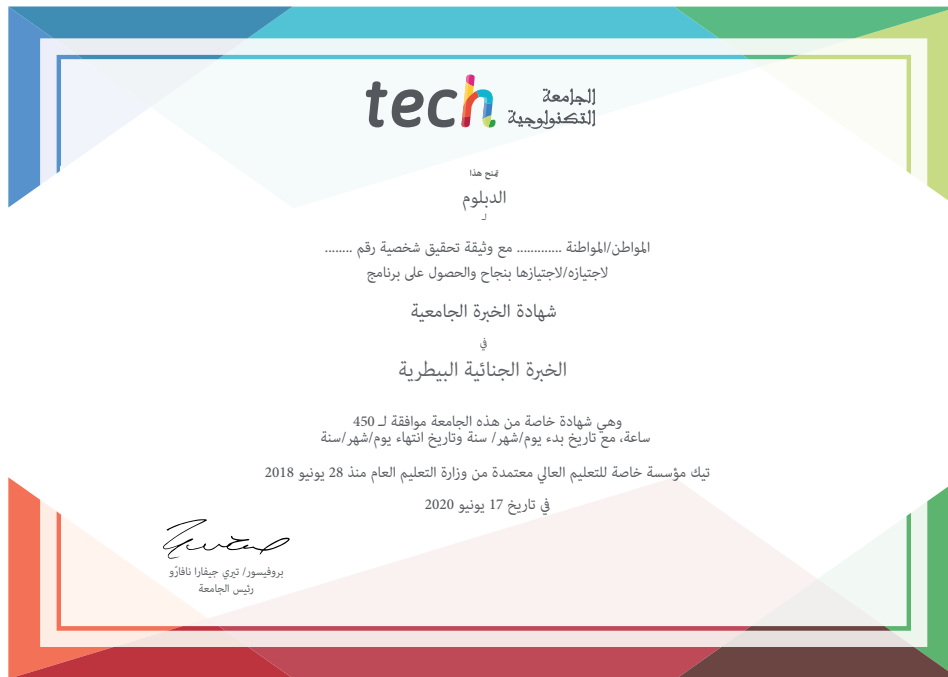 tech الجامعة
التكنولوجية
يمنح هذا
الدبلوم
لـ
المواطن/المواطنة ............. مع وثيقة تحقيق شخصية رقم ........
لاجتيازه/لاجتيازها بنجاح والحصول على برنامج
شهادة الخبرة الجامعية
في
الخبرة الجنائية البيطرية
وهي شهادة خاصة من هذه الجامعة موافقة لـ 450
ساعة، مع تاريخ بدء يوم/شهر/ سنة وتاريخ انتهاء يوم/شهر/سنة
تيك مؤسسة خاصة للتعليم العالي معتمدة من وزارة التعليم العام منذ 28 يونيو 2018
في تاريخ 17 يونيو 2020
بروفيسور/ تيري جيفارا نافارّو
رئيس الجامعة